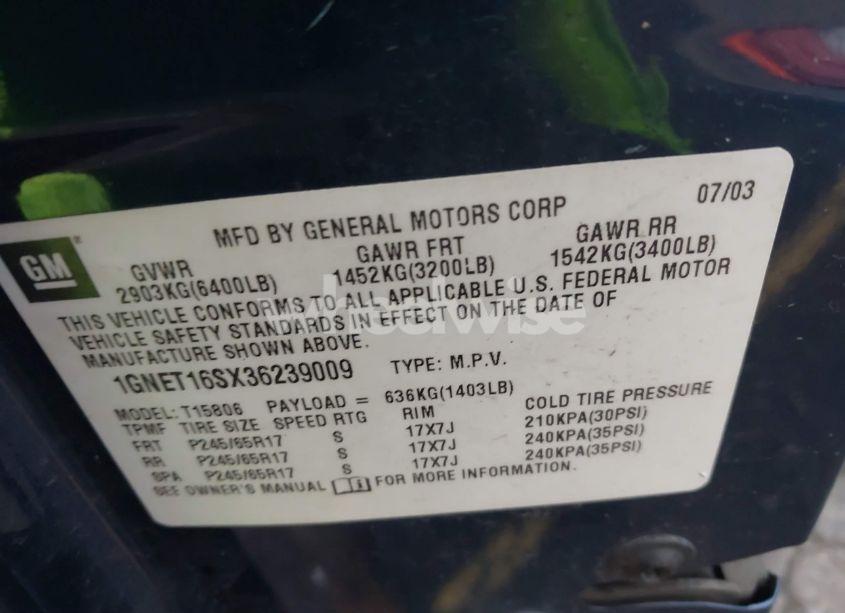 07/03
MFD BY GENERAL MOTORS CORP
GM
GVWR GAWR FRT GAWR RR
2903KG(6400LB) 1452KG(3200LB) 1542KG(3400LB)
THIS VEHICLE CONFORMS TO ALL APPLICABLE U.S. FEDERAL MOTOR
VEHICLE SAFETY STANDARDS IN EFFECT ON THE DATE OF
MANUFACTURE SHOWN ABOVE.
1GNET16SX36239009 TYPE: M.P.V.
MODEL: T15806 PAYLOAD = 636KG(1403LB)
TPMF TIRE SIZE SPEED RTG RIM COLD TIRE PRESSURE
FRT P245/65R17 S 17X7J 210KPA(30PSI)
RR P245/65R17 S 17X7J 240KPA(35PSI)
SPA P245/65R17 S 17X7J 240KPA(35PSI)
SEE OWNER'S MANUAL FOR MORE INFORMATION.